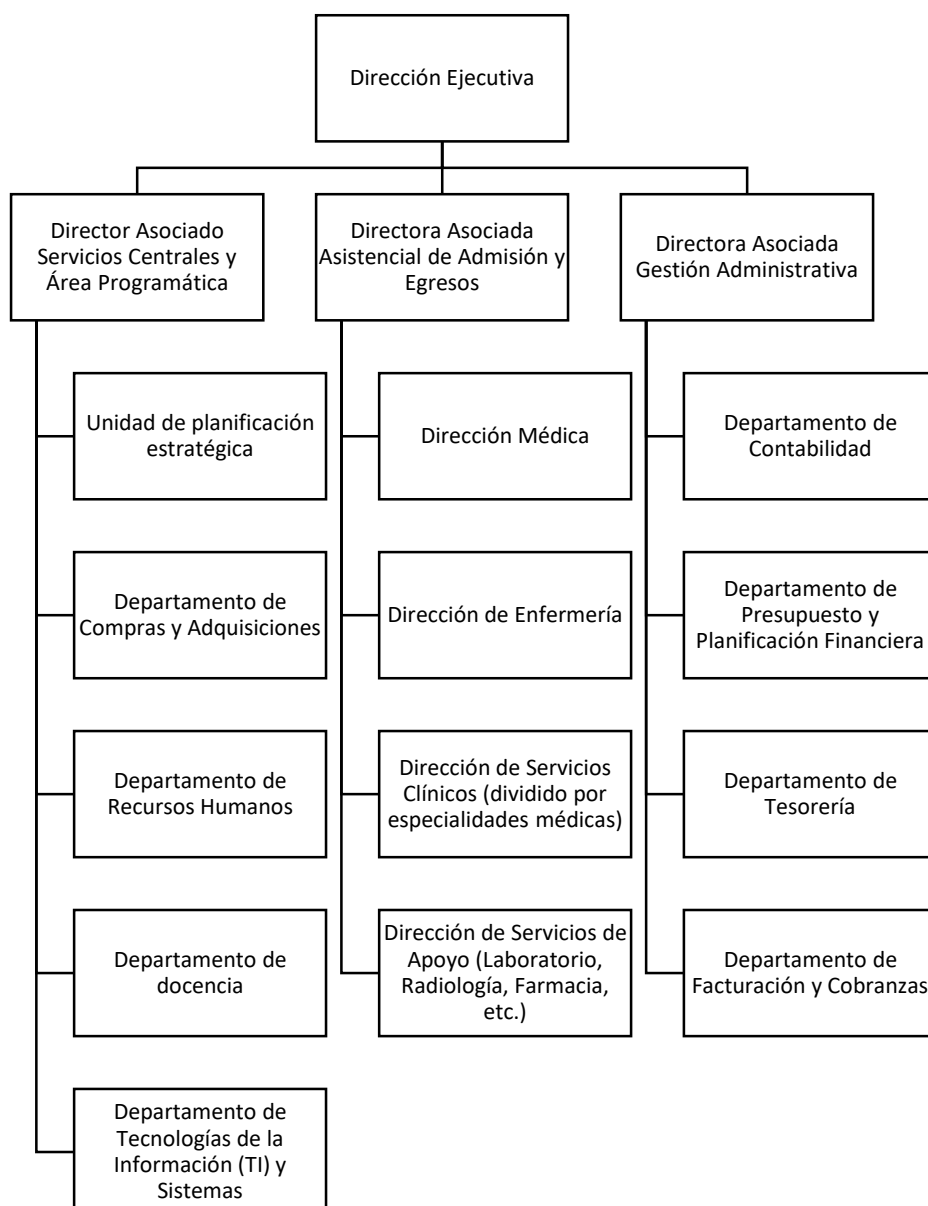 Dirección Ejecutiva
Director Asociado
Servicios Centrales y
Área Programática
Unidad de planificación
estratégica
Departamento de
Compras y Adquisiciones
Departamento de
Recursos Humanos
Departamento de
docencia
Departamento de
Tecnologías de la
Información (TI) y
Sistemas
Directora Asociada
Asistencial de Admisión y
Egresos
Dirección Médica
Dirección de Enfermería
Dirección de Servicios
Clínicos (dividido por
especialidades médicas)
Dirección de Servicios de
Apoyo (Laboratorio,
Radiología, Farmacia,
etc.)
Directora Asociada
Gestión Administrativa
Departamento de
Contabilidad
Departamento de
Presupuesto y
Planificación Financiera
Departamento de
Tesorería
Departamento de
Facturación y Cobranzas